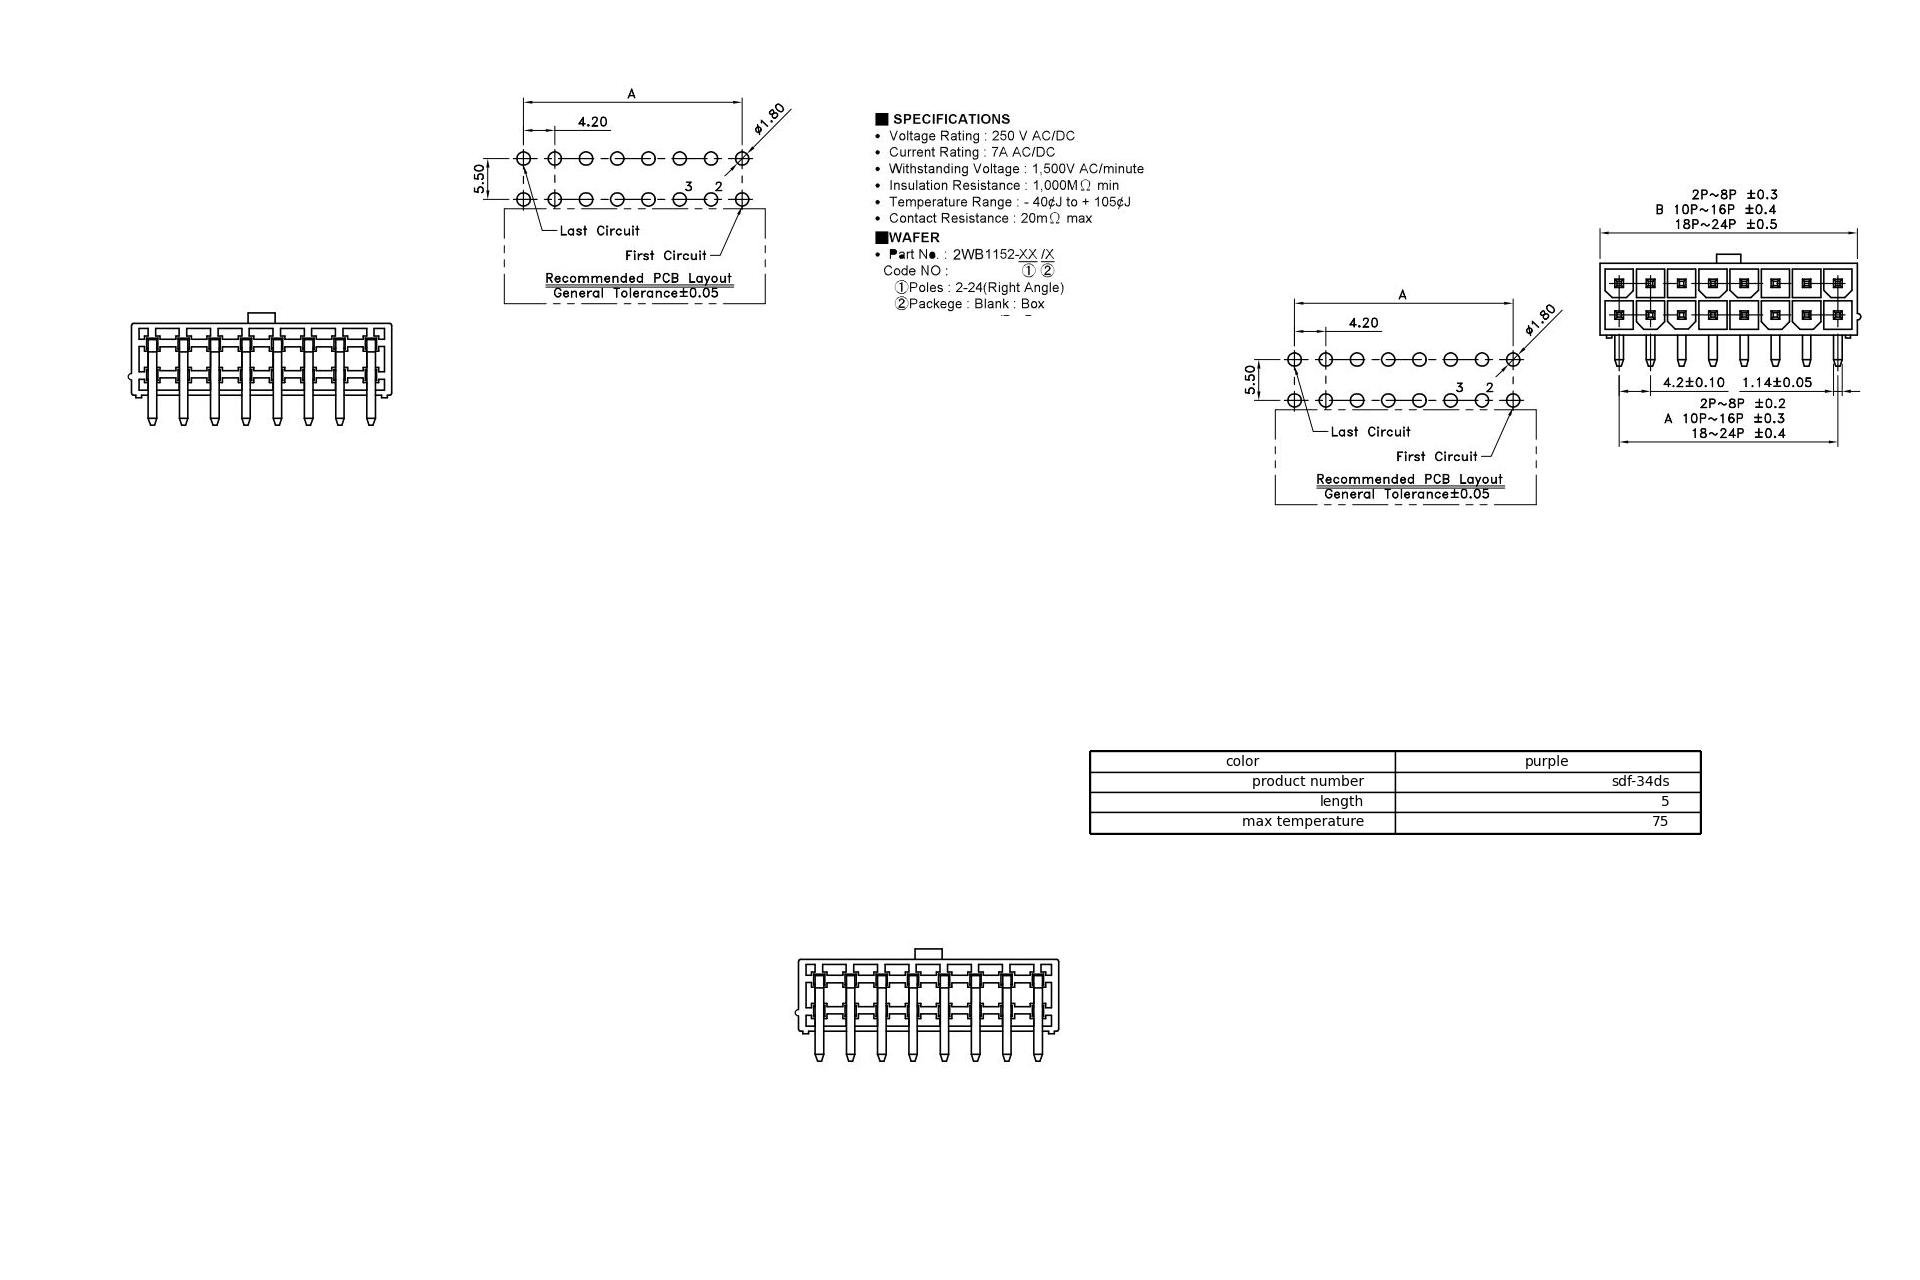 A
4.20
ø1.80
5.50
3 2
Last Circuit
First Circuit
Recommended PCB Layout
General Tolerance±0.05
■ SPECIFICATIONS
• Voltage Rating : 250 V AC/DC
• Current Rating : 7A AC/DC
• Withstanding Voltage : 1,500V AC/minute
• Insulation Resistance : 1,000MΩ min
• Temperature Range : - 40¢J to + 105¢J
• Contact Resistance : 20mΩ max
■WAFER
• Part No. : 2WB1152-XX /X
Code NO : ① ②
①Poles : 2-24(Right Angle)
②Packege : Blank : Box
A
4.20
ø1.80
5.50
3 2
Last Circuit
First Circuit
Recommended PCB Layout
General Tolerance±0.05
2P~8P ±0.3
B 10P~16P ±0.4
18P~24P ±0.5
4.2±0.10 1.14±0.05
2P~8P ±0.2
A 10P~16P ±0.3
18~24P ±0.4
color purple
product number sdf-34ds
length 5
max temperature 75